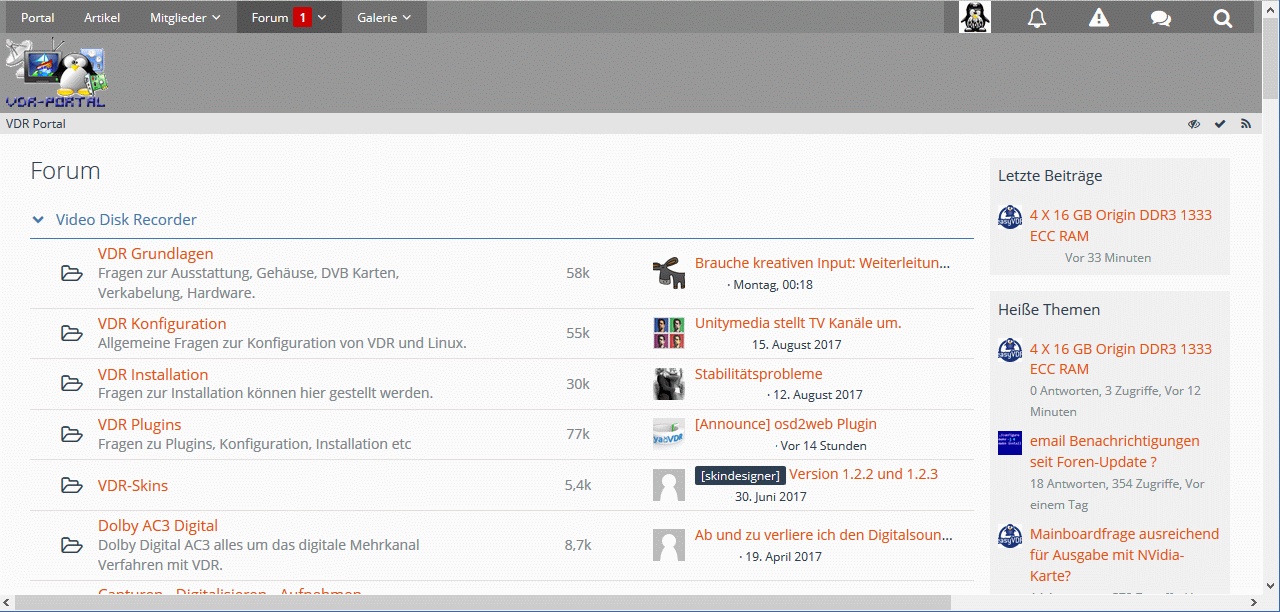 Portal Artikel Mitglieder Forum 1 Galerie
VDR-PORTAL
VDR Portal
Forum
Video Disk Recorder
VDR Grundlagen
Fragen zur Ausstattung, Gehäuse, DVB Karten,
Verkabelung, Hardware.
58k
Brauche kreativen Input: Weiterleitun...
· Montag, 00:18
VDR Konfiguration
Allgemeine Fragen zur Konfiguration von VDR und Linux.
55k
Unitymedia stellt TV Kanäle um.
15. August 2017
VDR Installation
Fragen zur Installation können hier gestellt werden.
30k
Stabilitätsprobleme
· 12. August 2017
VDR Plugins
Fragen zu Plugins, Konfiguration, Installation etc
77k
[Announce] osd2web Plugin
· Vor 14 Stunden
VDR-Skins
5,4k
[skindesigner] Version 1.2.2 und 1.2.3
30. Juni 2017
Dolby AC3 Digital
Dolby Digital AC3 alles um das digitale Mehrkanal
Verfahren mit VDR.
8,7k
Ab und zu verliere ich den Digitalsoun...
· 19. April 2017
Capturen - Digitalisieren - Aufnehmen
Letzte Beiträge
4 X 16 GB Origin DDR3 1333
ECC RAM
Vor 33 Minuten
Heiße Themen
4 X 16 GB Origin DDR3 1333
ECC RAM
0 Antworten, 3 Zugriffe, Vor 12
Minuten
email Benachrichtigungen
seit Foren-Update ?
18 Antworten, 354 Zugriffe, Vor
einem Tag
Mainboardfrage ausreichend
für Ausgabe mit NVidia-
Karte?